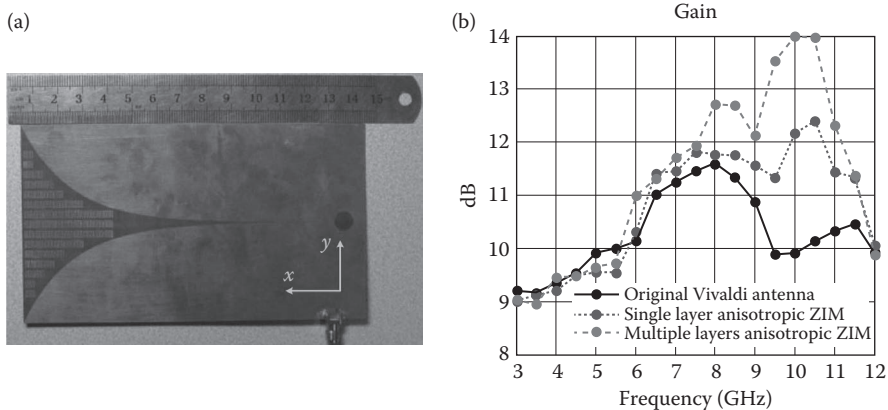 (a)
1 2 3 4 5 6 7 8 9 10 11 12 13 14 15
y
x
(b)
Gain
14
13
12
11
10
9
8
dB
Original Vivaldi antenna
Single layer anisotropic ZIM
Multiple layers anisotropic ZIM
3 4 5 6 7 8 9 10 11 12
Frequency (GHz)